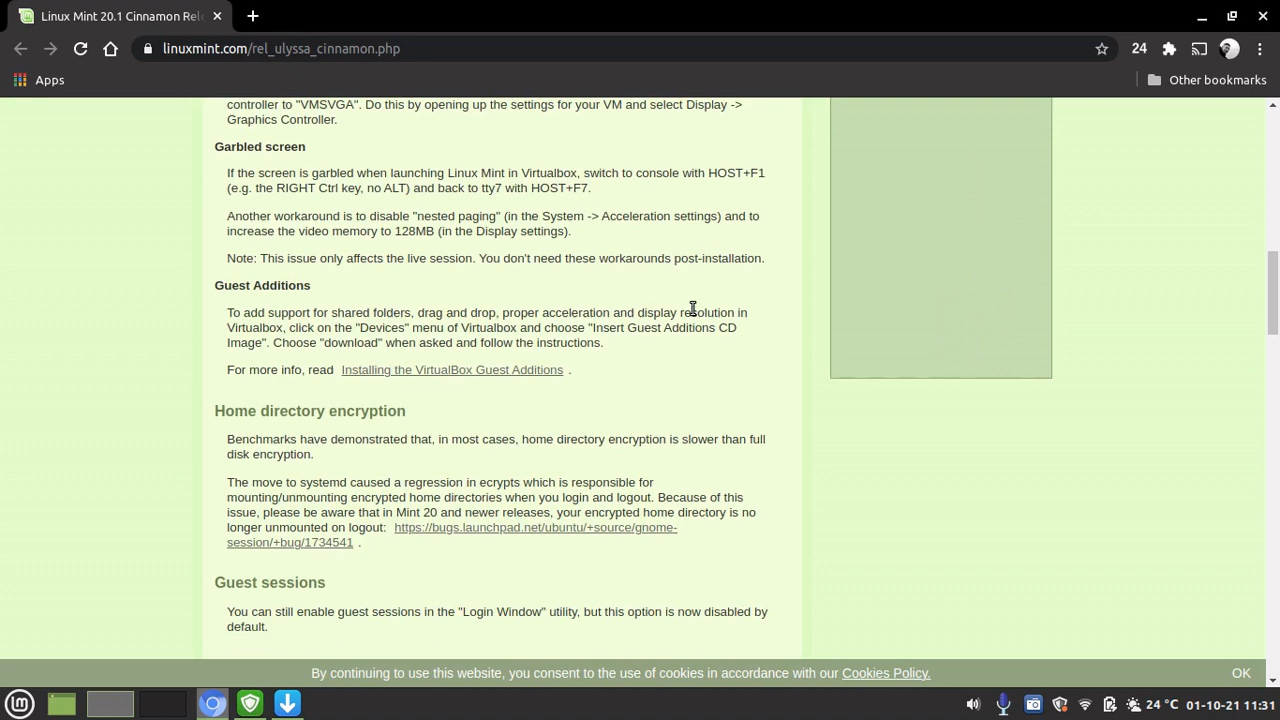 Linux Mint 20.1 Cinnamon Rele
linuxmint.com/rel_ulyssa_cinnamon.php
24
Apps
Other bookmarks
controller to "VMSVGA". Do this by opening up the settings for your VM and select Display ->
Graphics Controller.
Garbled screen
If the screen is garbled when launching Linux Mint in Virtualbox, switch to console with HOST+F1
(e.g. the RIGHT Ctrl key, no ALT) and back to tty7 with HOST+F7.
Another workaround is to disable "nested paging" (in the System -> Acceleration settings) and to
increase the video memory to 128MB (in the Display settings).
Note: This issue only affects the live session. You don't need these workarounds post-installation.
Guest Additions
To add support for shared folders, drag and drop, proper acceleration and display resolution in
Virtualbox, click on the "Devices" menu of Virtualbox and choose "Insert Guest Additions CD
Image". Choose "download" when asked and follow the instructions.
For more info, read Installing the VirtualBox Guest Additions .
Home directory encryption
Benchmarks have demonstrated that, in most cases, home directory encryption is slower than full
disk encryption.
The move to systemd caused a regression in ecrypts which is responsible for
mounting/unmounting encrypted home directories when you login and logout. Because of this
issue, please be aware that in Mint 20 and newer releases, your encrypted home directory is no
longer unmounted on logout: https://bugs.launchpad.net/ubuntu/+source/gnome-
session/+bug/1734541 .
Guest sessions
You can still enable guest sessions in the "Login Window" utility, but this option is now disabled by
default.
By continuing to use this website, you consent to the use of cookies in accordance with our Cookies Policy.
OK
24 °C
01-10-21 11:31